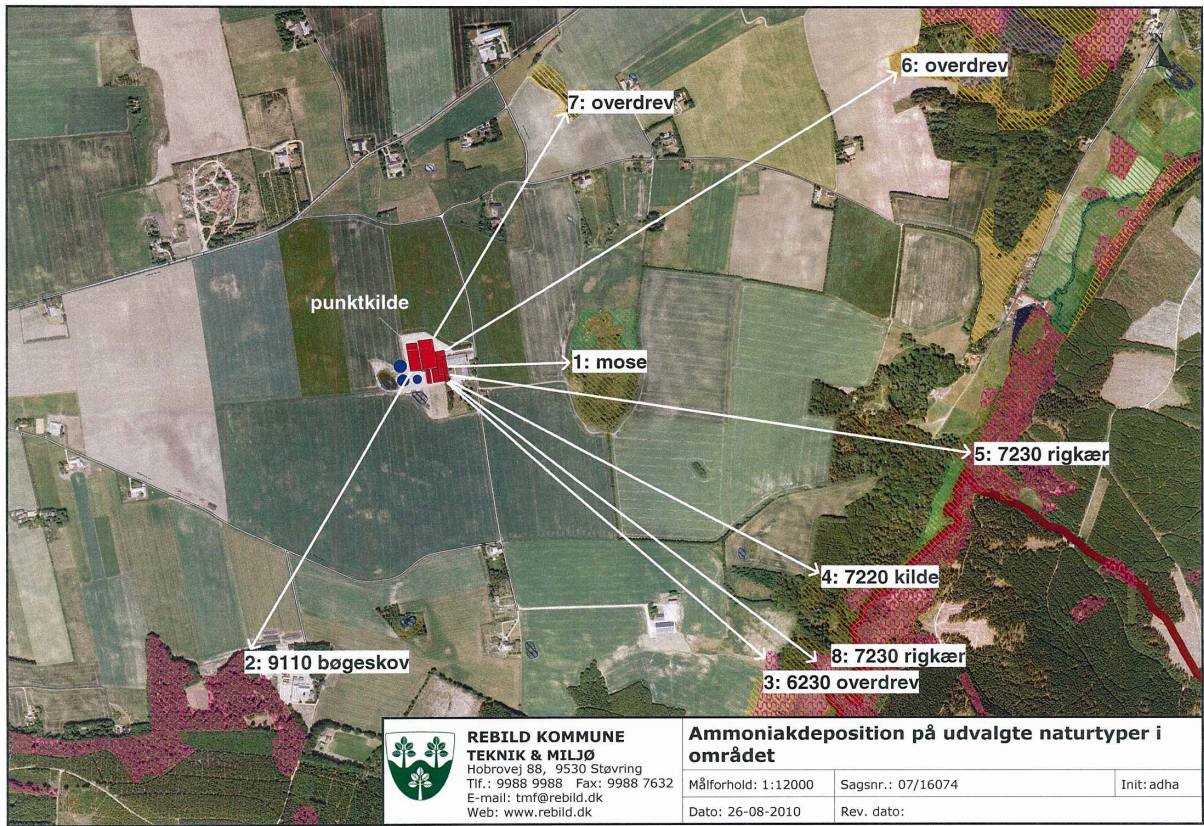 6: overdrev
7: overdrev
punktkilde
1: mose
5: 7230 rigkær
4: 7220 kilde
8: 7230 rigkær
2: 9110 bøgeskov
3: 6230 overdrev
REBILD KOMMUNE
TEKNIK & MILJØ
Hobrovej 88, 9530 Støvring
Tlf.: 9988 9988 Fax: 9988 7632
E-mail: tmf@rebild.dk
Web: www.rebild.dk
Ammoniakdeposition på udvalgte naturtyper i
området
Målforhold: 1:12000
Sagsnr.: 07/16074
Init: adha
Dato: 26-08-2010
Rev. dato: